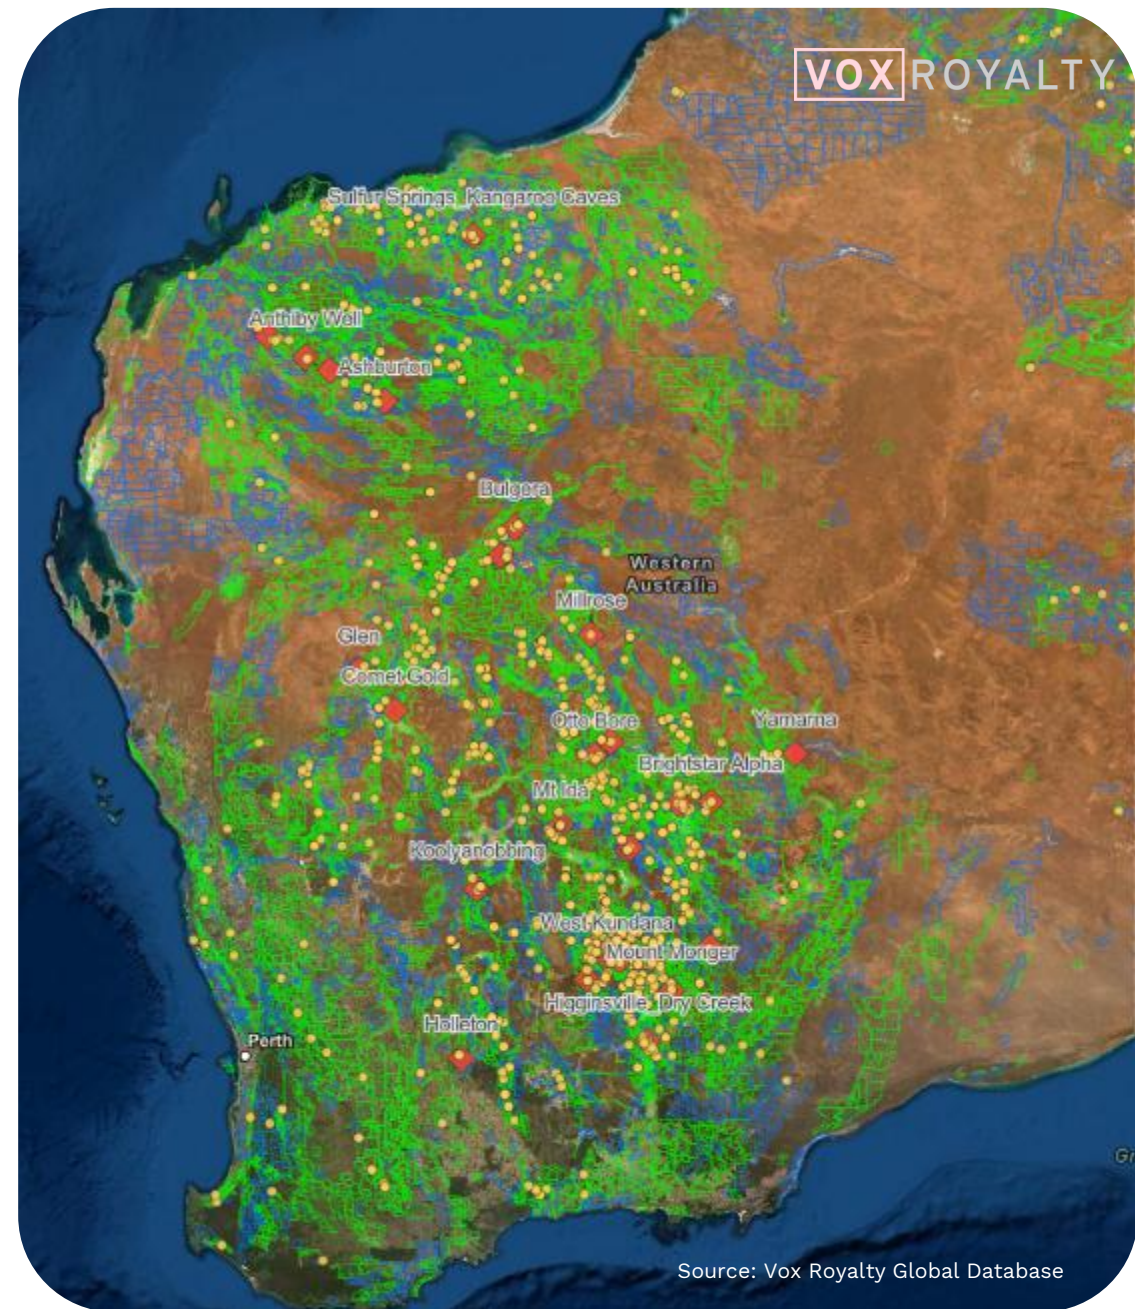 VOX ROYALTY
Sulfur Springs_Kangaroo Caves
Anthiby Well
Ashburton
Bulgera
Western
Australia
Millrose
Glen
Comet Gold
Otto Bore
Yamarna
Brightstar Alpha
Mt Ida
Koolyanobbing
West Kundana
Mount Monger
Higginsville_Dry Creek
Holleton
Perth
Gr
Source: Vox Royalty Global Database